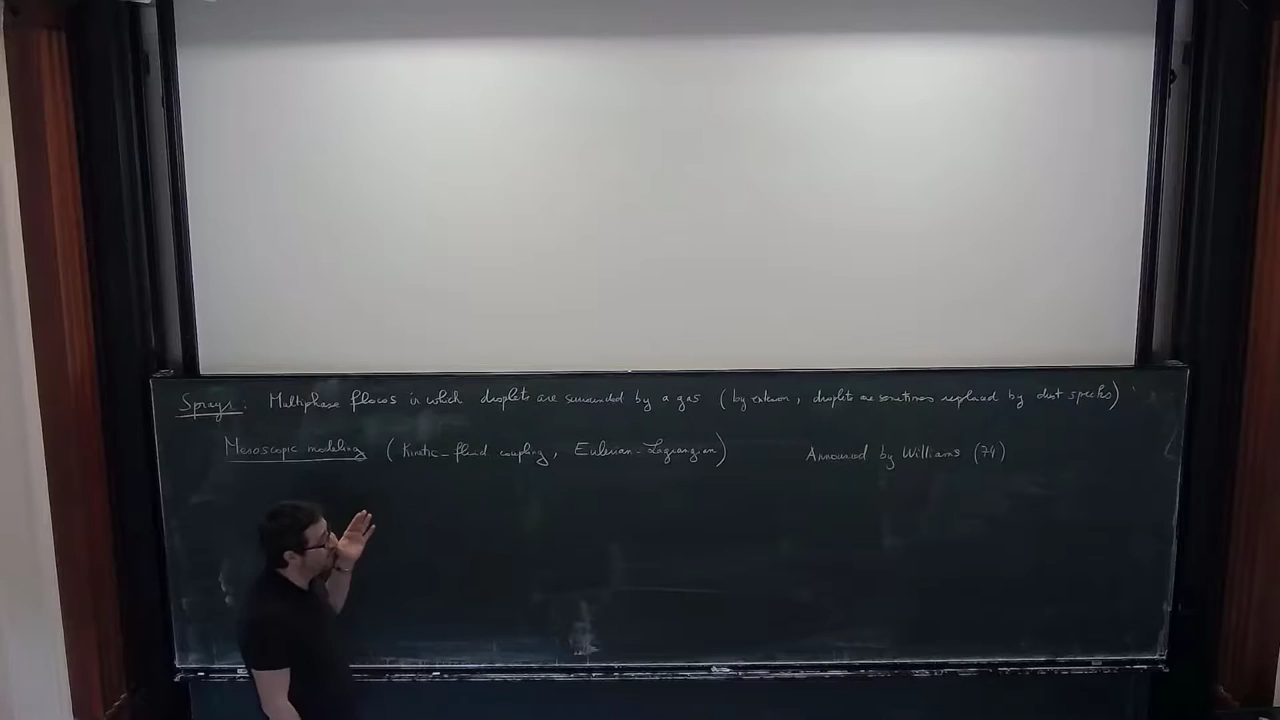 Sprays: Multiphase flows in which droplets are surrounded by a gas (by extension, droplet are sometimes replaced by dust specks)
Mesoscopic modeling (Kinetic-fluid coupling, Eulerian-Lagrangian) Announced by Williams (74)